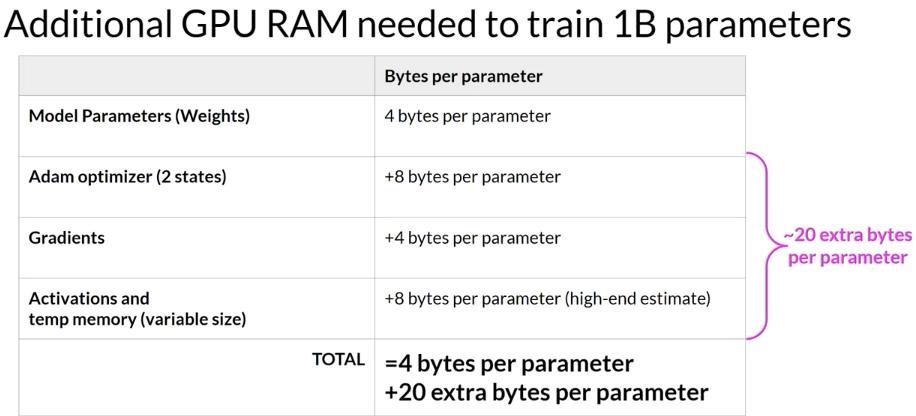 Additional GPU RAM needed to train 1B parameters
Bytes per parameter
Model Parameters (Weights)
4 bytes per parameter
Adam optimizer (2 states)
+8 bytes per parameter
Gradients
+4 bytes per parameter
Activations and
temp memory (variable size)
+8 bytes per parameter (high-end estimate)
~20 extra bytes
per parameter
TOTAL
=4 bytes per parameter
+20 extra bytes per parameter